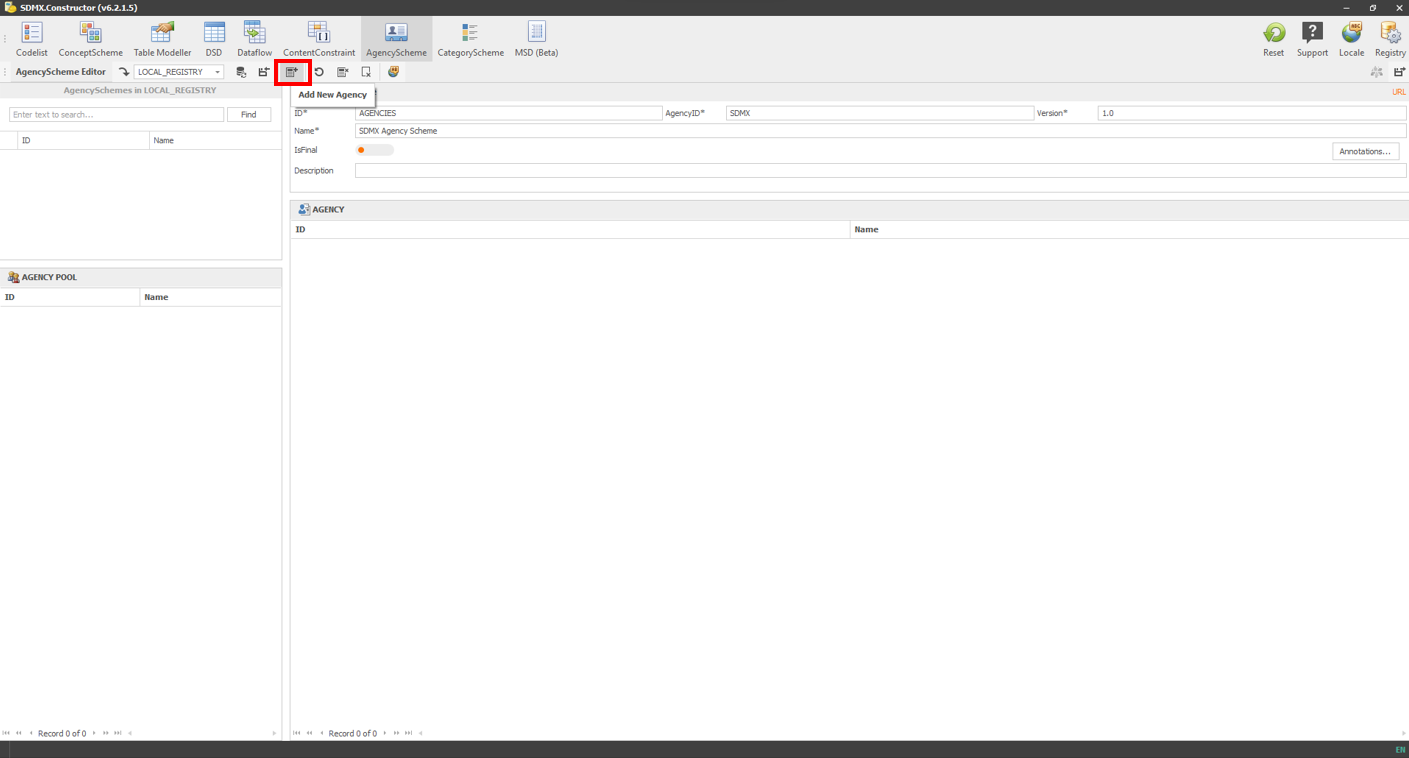 SDMX.Constructor (v6.2.1.5)
Codelist ConceptScheme Table Modeller DSD Dataflow ContentConstraint AgencyScheme CategoryScheme MSD (Beta) Reset Support Locale Registry
AgencyScheme Editor LOCAL_REGISTRY
AgencySchemes in LOCAL_REGISTRY
Add New Agency
URL
Enter text to search... Find
ID Name
ID* AGENCIES AgencyID* SDMX Version* 1.0
Name* SDMX Agency Scheme
IsFinal
Annotations...
Description
AGENCY
ID Name
AGENCY POOL
ID Name
Record 0 of 0
Record 0 of 0
EN